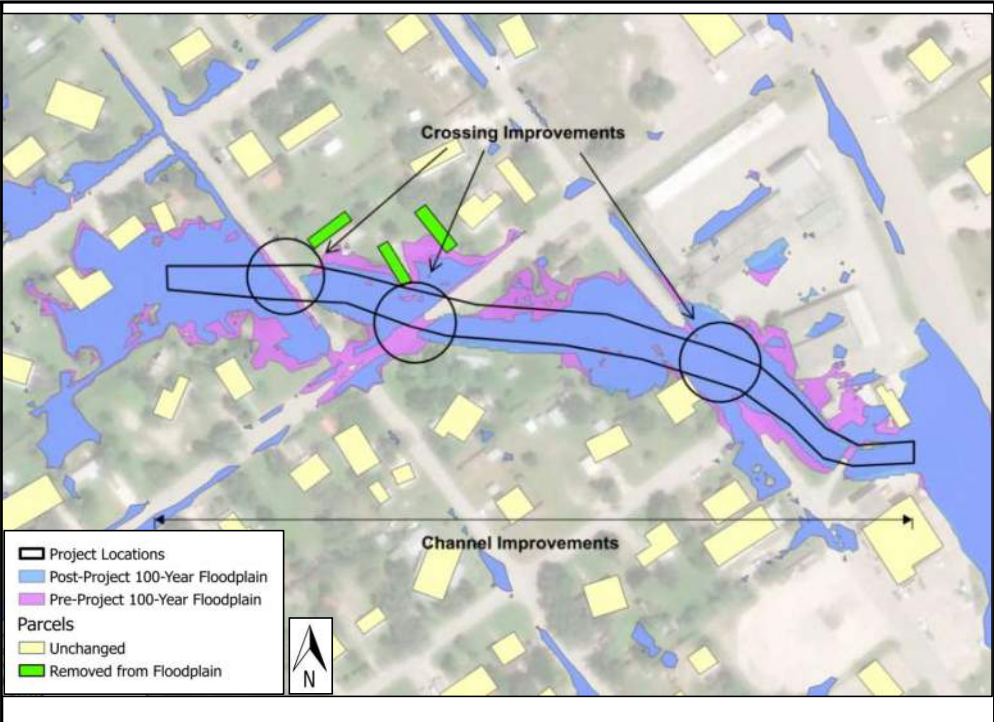 Crossing Improvements
Channel Improvements
Project Locations
Post-Project 100-Year Floodplain
Pre-Project 100-Year Floodplain
Parcels
Unchanged
Removed from Floodplain
N